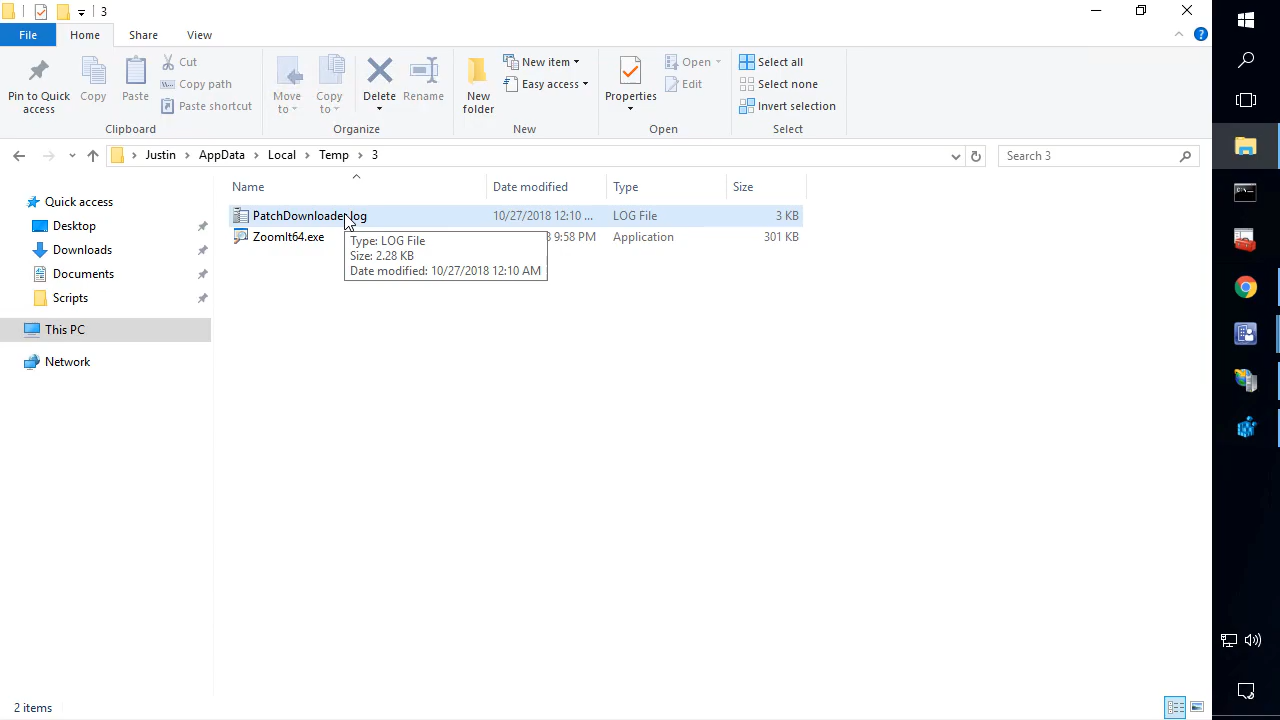 3
File Home Share View
Pin to Quick access
Copy
Paste
Cut
Copy path
Paste shortcut
Clipboard
Move to
Copy to
Delete
Rename
Organize
New folder
New item
Easy access
New
Properties
Open
Edit
Open
Select all
Select none
Invert selection
Select
Justin AppData Local Temp 3
Search 3
Quick access
Desktop
Downloads
Documents
Scripts
This PC
Network
Name Date modified Type Size
PatchDownloader.log 10/27/2018 12:10 ... LOG File 3 KB
ZoomIt64.exe 9:58 PM Application 301 KB
Type: LOG File
Size: 2.28 KB
Date modified: 10/27/2018 12:10 AM
2 items